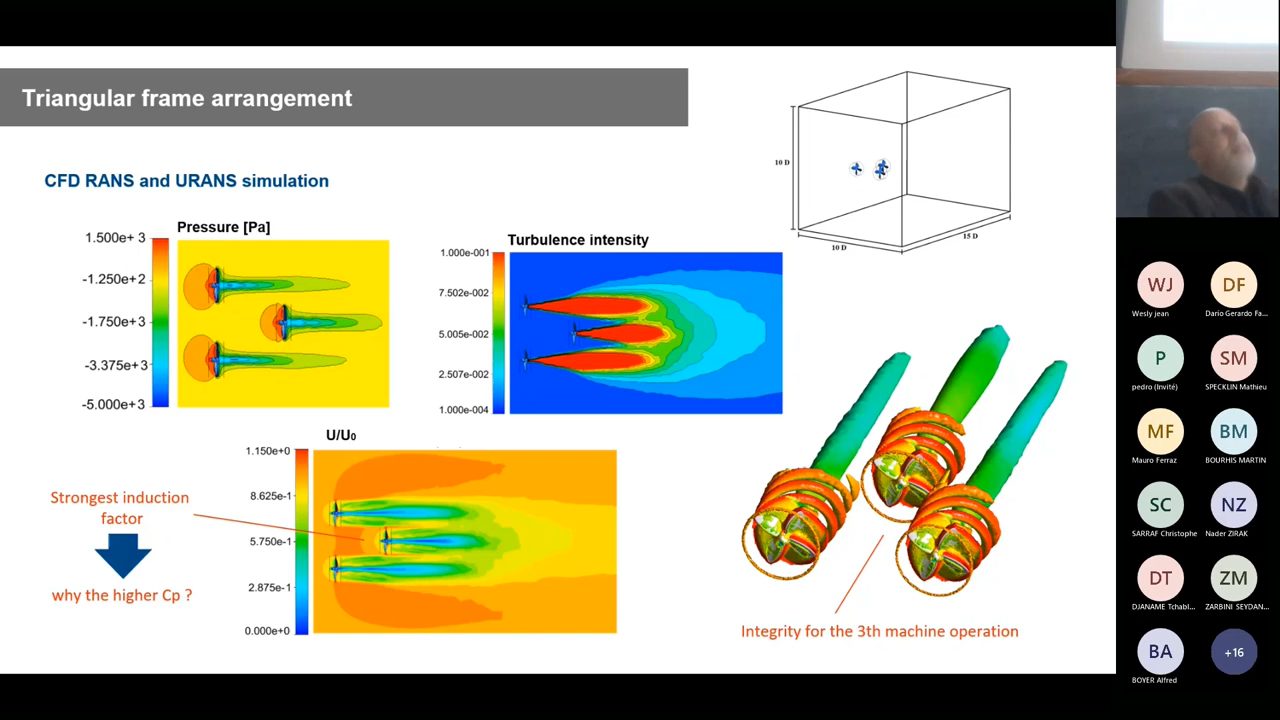 Triangular frame arrangement
CFD RANS and URANS simulation
Pressure [Pa]
1.500e+ 3
-1.250e+2
-1.750e+ 3
-3.375e+ 3
-5.000e+ 3
Turbulence intensity
1.000e-001
7.502e-002
5.005e-002
2.507e-002
1.000e-004
10 D
10 D
15 D
U/U₀
1.150e+0
8.625e-1
5.750e-1
2.875e-1
0.000e+0
Strongest induction
factor
why the higher Cp ?
Integrity for the 3th machine operation
WJ
Wesly jean
DF
Darío Gerardo Fa...
P
pedro (Invité)
SM
SPECKLIN Mathieu
MF
Mauro Ferraz
BM
BOURHIS MARTIN
SC
SARRAF Christophe
NZ
Nader ZIRAK
DT
DJANAME Tchabl...
ZM
ZARBINI SEYDAN...
BA
BOYER Alfred
+16